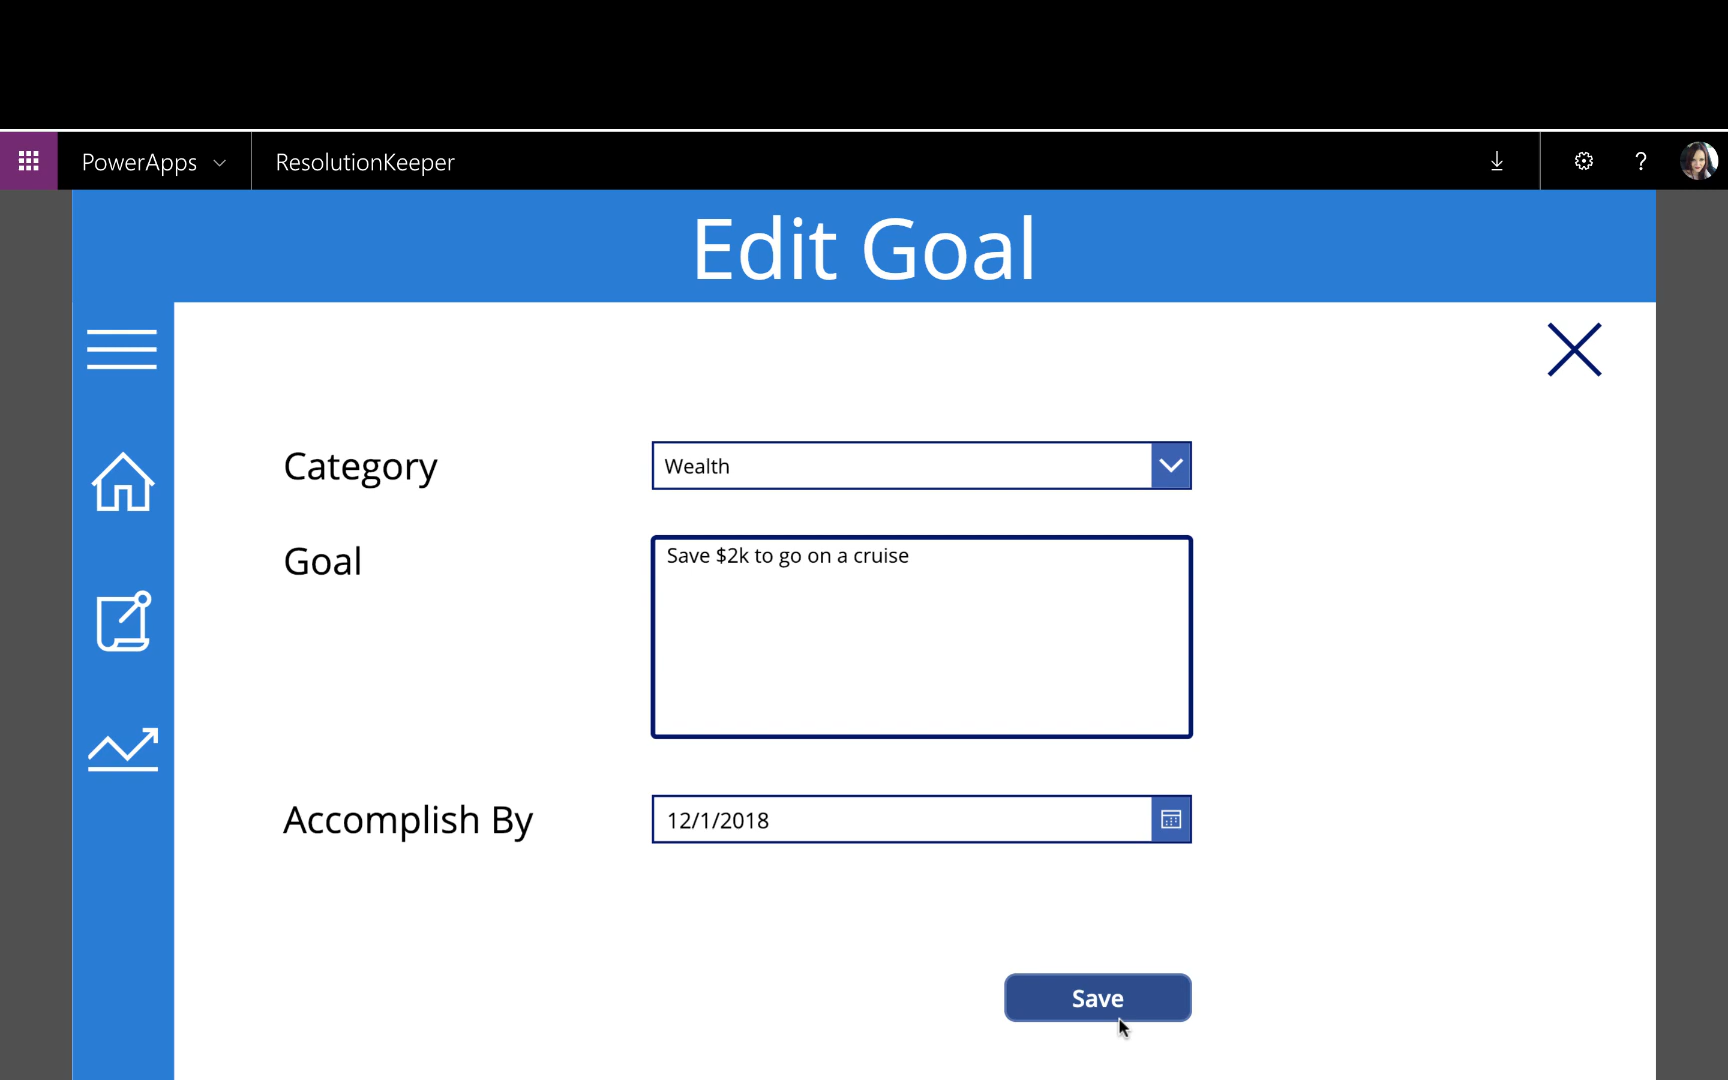 PowerApps
ResolutionKeeper
?
Edit Goal
Category
Wealth
Goal
Save $2k to go on a cruise
Accomplish By
12/1/2018
Save